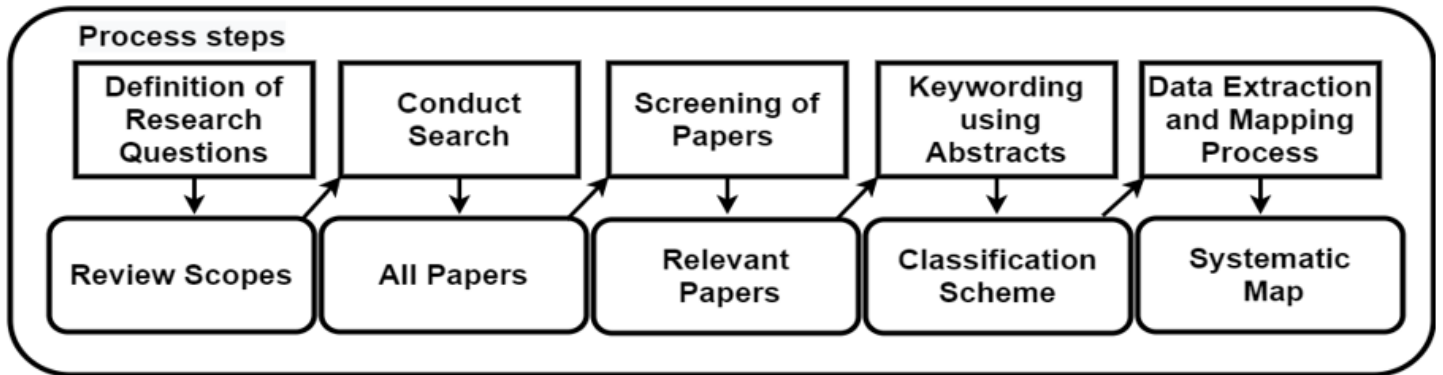 Process steps
Definition of
Research
Questions
Conduct
Search
Screening of
Papers
Keywording
using
Abstracts
Data Extraction
and Mapping
Process
Review Scopes
All Papers
Relevant
Papers
Classification
Scheme
Systematic
Map